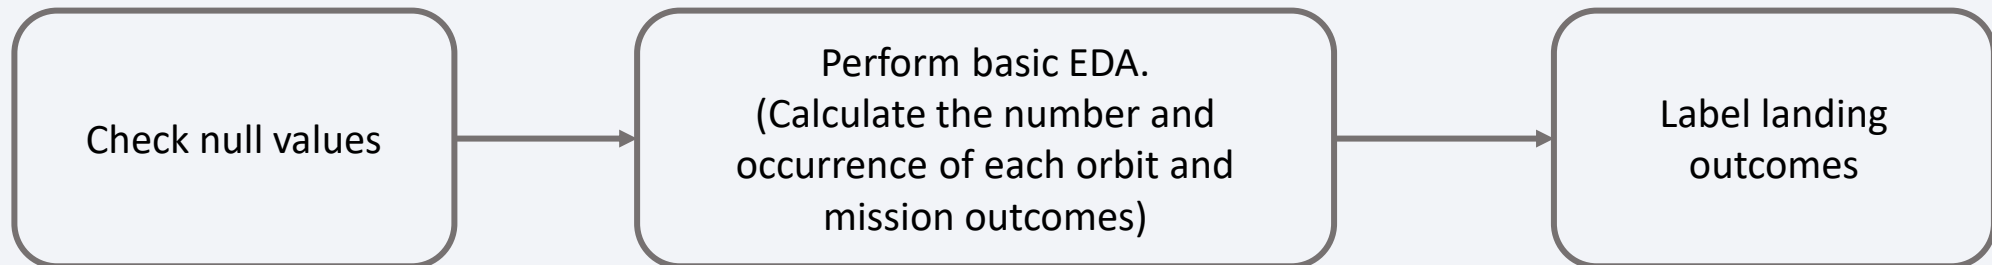 Check null values
Perform basic EDA.
(Calculate the number and
occurrence of each orbit and
mission outcomes)
Label landing
outcomes